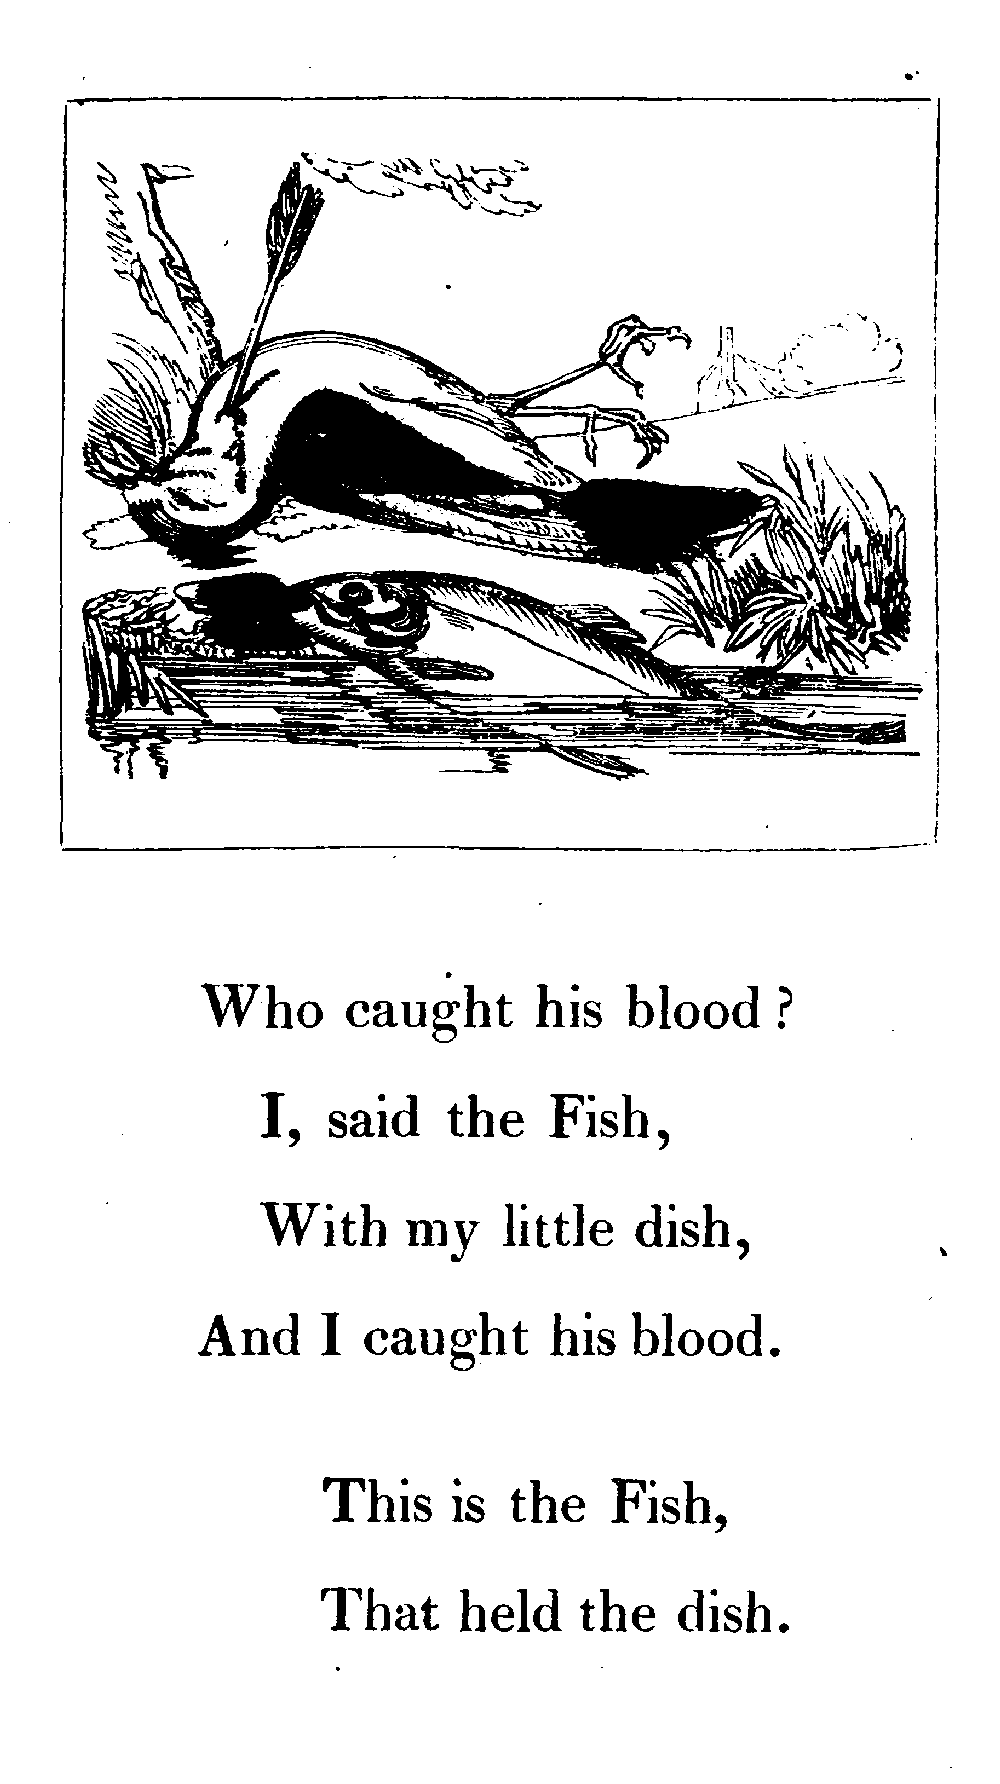 Who caught his blood?
I, said the Fish,
With my little dish,
And I caught his blood.
This is the Fish,
That held the dish.